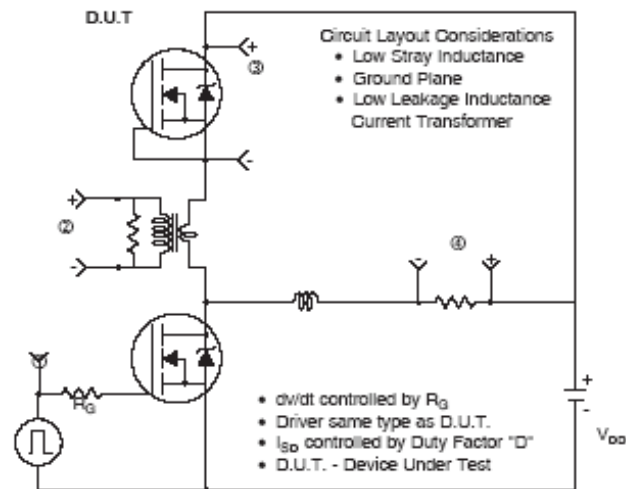 D.U.T
+
③
-
Circuit Layout Considerations
• Low Stray Inductance
• Ground Plane
• Low Leakage Inductance
Current Transformer
+
②
-
④
- +
RG
• dv/dt controlled by RG
• Driver same type as D.U.T.
• ISD controlled by Duty Factor "D"
• D.U.T. - Device Under Test
+
-
VDD